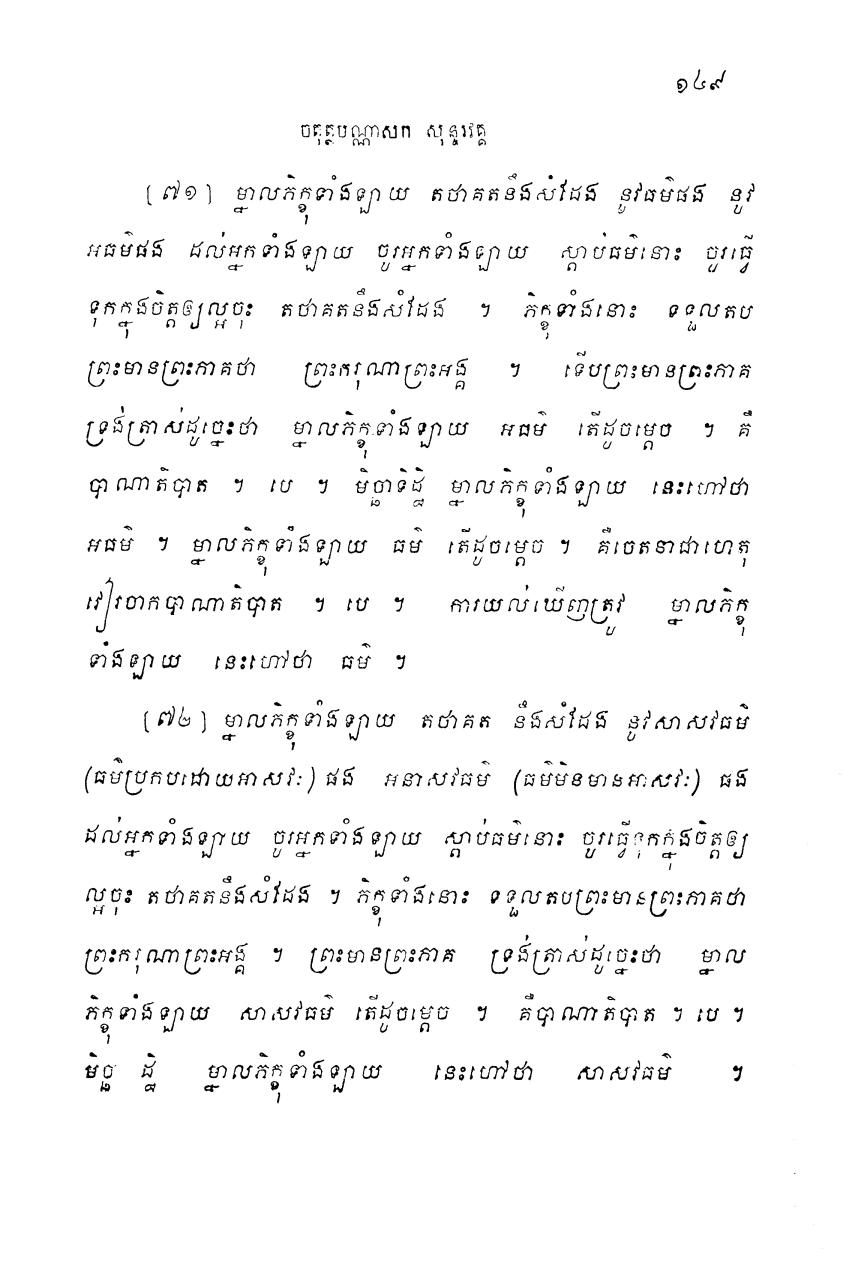 ១៤៩
ចតុត្ថបណ្ណាសក សុន្ទរវគ្គ
[៧១] ម្នាលភិក្ខុទាំងឡាយ តថាគតនឹងសំដែង នូវធម៌ផង នូវ
អធម៌ផង ដល់អ្នកទាំងឡាយ ចូរអ្នកទាំងឡាយ ស្តាប់ធម៌នោះ ចូរធ្វើ
ទុកក្នុងចិត្តឲ្យល្អចុះ តថាគតនឹងសំដែង ។ ភិក្ខុទាំងនោះ ទទួលតប
ព្រះមានព្រះភាគថា ព្រះករុណាព្រះអង្គ ។ ទើបព្រះមានព្រះភាគ
ទ្រង់ត្រាស់ដូច្នេះថា ម្នាលភិក្ខុទាំងឡាយ អធម៌ តើដូចម្តេច ។ គឺ
បាណាតិបាត ។ បេ ។ មិច្ឆាទិដ្ឋិ ម្នាលភិក្ខុទាំងឡាយ នេះហៅថា
អធម៌ ។ ម្នាលភិក្ខុទាំងឡាយ ធម៌ តើដូចម្តេច ។ គឺចេតនាជាហេតុ
វៀរចាកបាណាតិបាត ។ បេ ។ ការយល់ឃើញត្រូវ ម្នាលភិក្ខុ
ទាំងឡាយ នេះហៅថា ធម៌ ។
[៧២] ម្នាលភិក្ខុទាំងឡាយ តថាគត នឹងសំដែង នូវសាសវធម៌
(ធម៌ប្រកបដោយអាសវៈ) ផង អនាសវធម៌ (ធម៌មិនមានអាសវៈ) ផង
ដល់អ្នកទាំងឡាយ ចូរអ្នកទាំងឡាយ ស្តាប់ធម៌នោះ ចូរធ្វើទុកក្នុងចិត្តឲ្យ
ល្អចុះ តថាគតនឹងសំដែង ។ ភិក្ខុទាំងនោះ ទទួលតបព្រះមានព្រះភាគថា
ព្រះករុណាព្រះអង្គ ។ ព្រះមានព្រះភាគ ទ្រង់ត្រាស់ដូច្នេះថា ម្នាល
ភិក្ខុទាំងឡាយ សាសវធម៌ តើដូចម្តេច ។ គឺបាណាតិបាត ។ បេ ។
មិច្ឆ ដ្ឋិ ម្នាលភិក្ខុទាំងឡាយ នេះហៅថា សាសវធម៌ ។